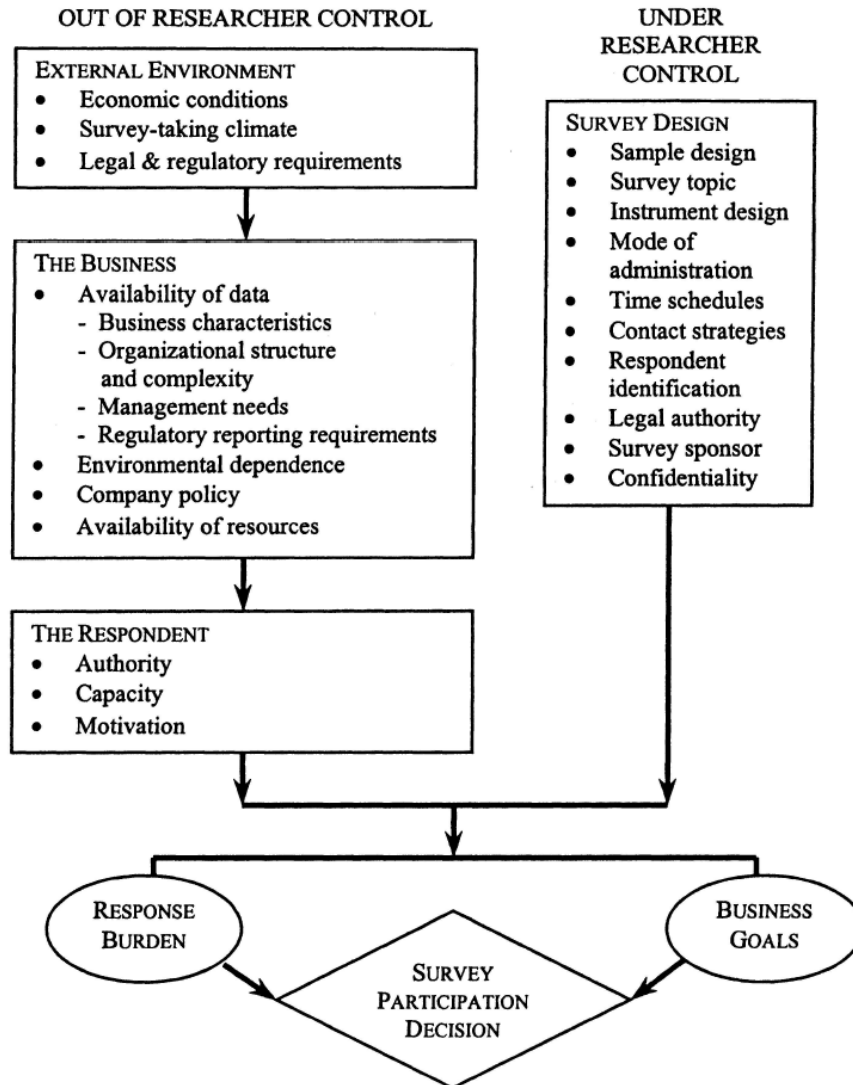 OUT OF RESEARCHER CONTROL
EXTERNAL ENVIRONMENT
• Economic conditions
• Survey-taking climate
• Legal & regulatory requirements
THE BUSINESS
• Availability of data
- Business characteristics
- Organizational structure
and complexity
- Management needs
- Regulatory reporting requirements
• Environmental dependence
• Company policy
• Availability of resources
THE RESPONDENT
• Authority
• Capacity
• Motivation
UNDER
RESEARCHER
CONTROL
SURVEY DESIGN
• Sample design
• Survey topic
• Instrument design
• Mode of
administration
• Time schedules
• Contact strategies
• Respondent
identification
• Legal authority
• Survey sponsor
• Confidentiality
RESPONSE
BURDEN
SURVEY
PARTICIPATION
DECISION
BUSINESS
GOALS